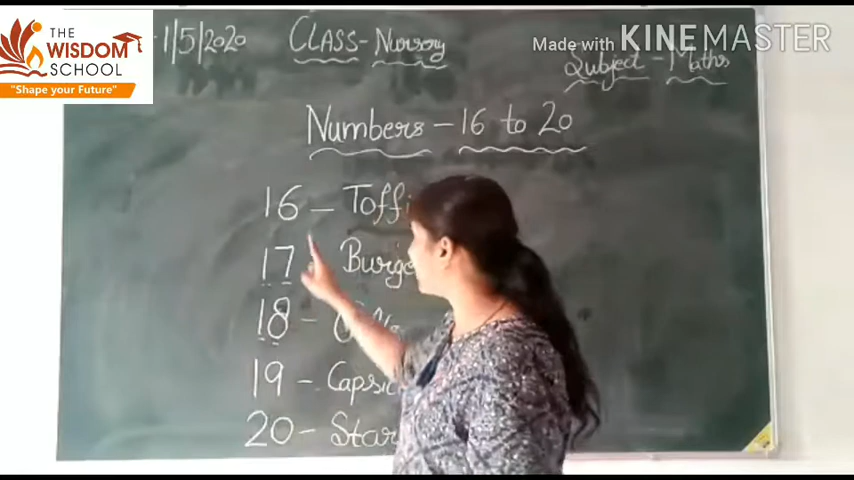 THE
WISDOM
SCHOOL
"Shape your Future"
1/5/2020
CLASS - Nursery
Made with KINEMASTER
Subject - Maths
Numbers - 16 to 20
16 - Toffi
17 Burge
18 -
19 - Capsic
20 - Star